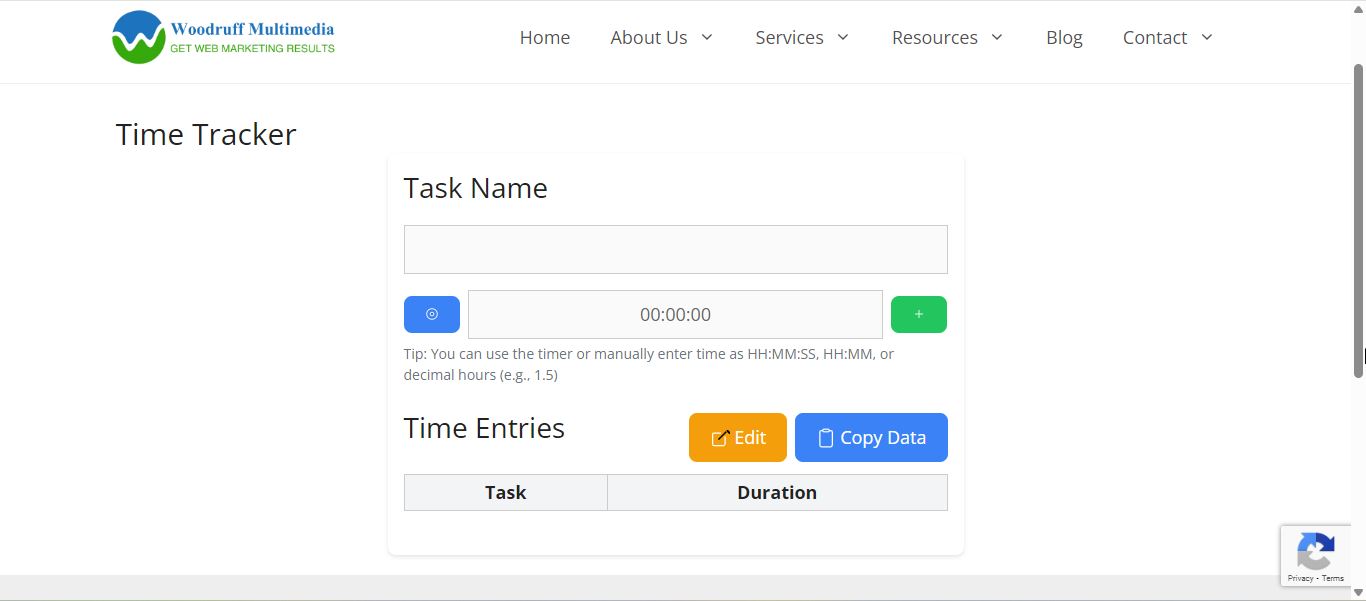 Woodruff Multimedia
GET WEB MARKETING RESULTS
Home About Us Services Resources Blog Contact
Time Tracker
Task Name
00:00:00
+
Tip: You can use the timer or manually enter time as HH:MM:SS, HH:MM, or
decimal hours (e.g., 1.5)
Time Entries
Edit Copy Data
Task Duration
Privacy - Terms